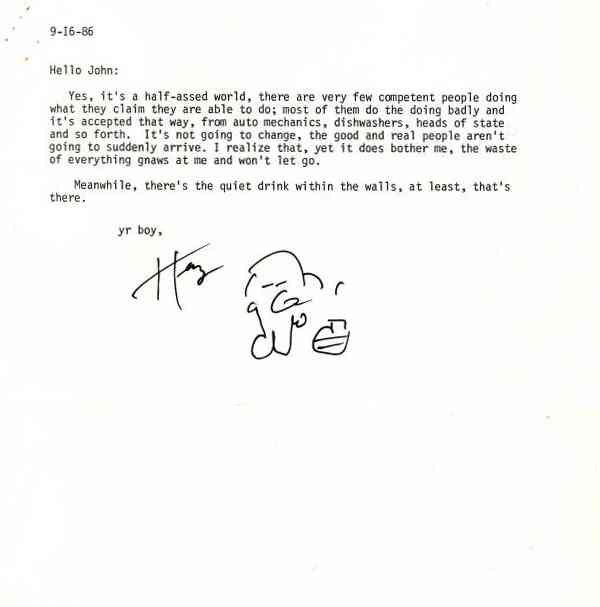 9-I6-86
Hello John:
Yes, it's a half-assed world, there are very few competent people doing
what they claim they are able to do; most of them do the doing badly and
it's accepted that way, from auto mechanics, dishwashers, heads of state
and so forth. It's not going to change, the good and real people aren't
going to suddenly arrive. I realize that, yet it does bother me, the waste
of everything gnaws at me and won't let go.
Meanwhile, there's the quiet drink within the walls, at least, that's
there.
yr boy,